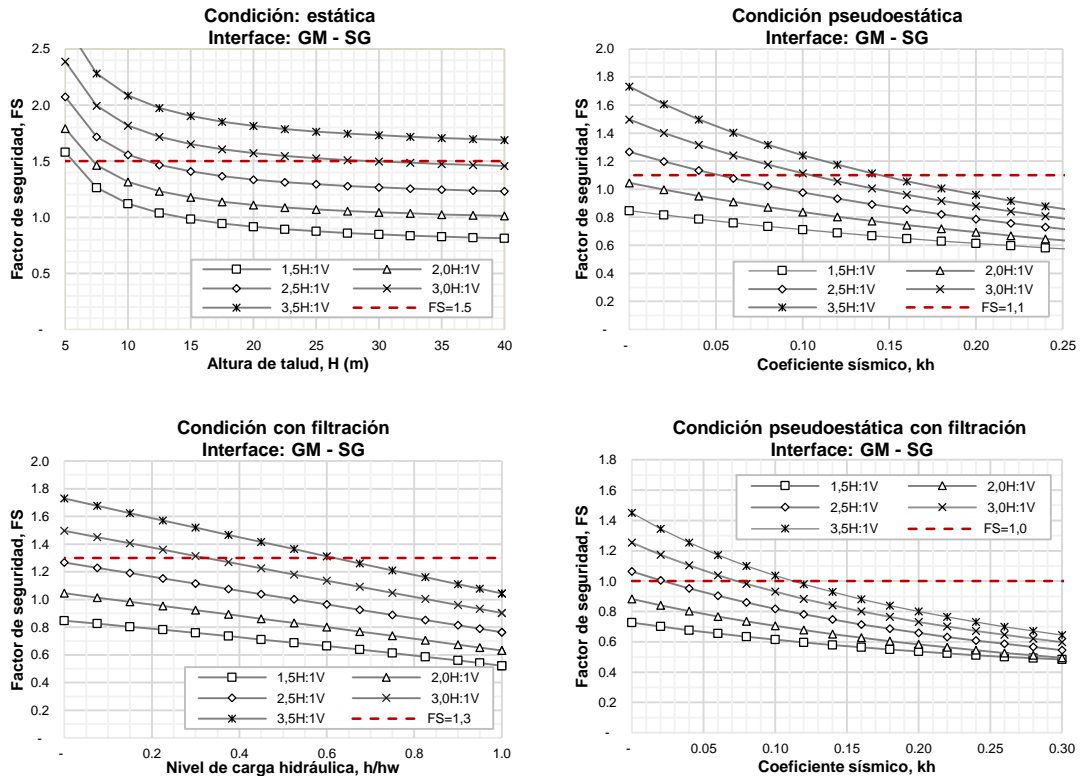 Condición: estática
Interface: GM - SG
Factor de seguridad, FS
2.5
2.0
1.5
1.0
0.5
-
5
10
15
20
25
30
35
40
Altura de talud, H (m)
1,5H:1V
2,0H:1V
2,5H:1V
3,0H:1V
3,5H:1V
FS=1.5
Condición pseudoestática
Interface: GM - SG
Factor de seguridad, FS
2.0
1.8
1.6
1.4
1.2
1.0
0.8
0.6
0.4
0.2
-
-
0.05
0.10
0.15
0.20
0.25
Coeficiente sísmico, kh
1,5H:1V
2,0H:1V
2,5H:1V
3,0H:1V
3,5H:1V
FS=1,1
Condición con filtración
Interface: GM - SG
Factor de seguridad, FS
2.0
1.8
1.6
1.4
1.2
1.0
0.8
0.6
0.4
0.2
-
-
0.2
0.4
0.6
0.8
1.0
Nivel de carga hidráulica, h/hw
1,5H:1V
2,0H:1V
2,5H:1V
3,0H:1V
3,5H:1V
FS=1,3
Condición pseudoestática con filtración
Interface: GM - SG
Factor de seguridad, FS
1.8
1.6
1.4
1.2
1.0
0.8
0.6
0.4
0.2
-
-
0.05
0.10
0.15
0.20
0.25
0.30
Coeficiente sísmico, kh
1,5H:1V
2,0H:1V
2,5H:1V
3,0H:1V
3,5H:1V
FS=1,0